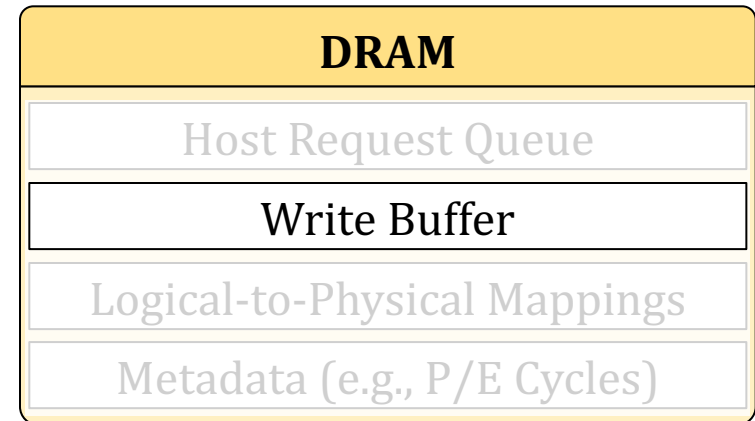 DRAM
Host Request Queue
Write Buffer
Logical-to-Physical Mappings
Metadata (e.g., P/E Cycles)